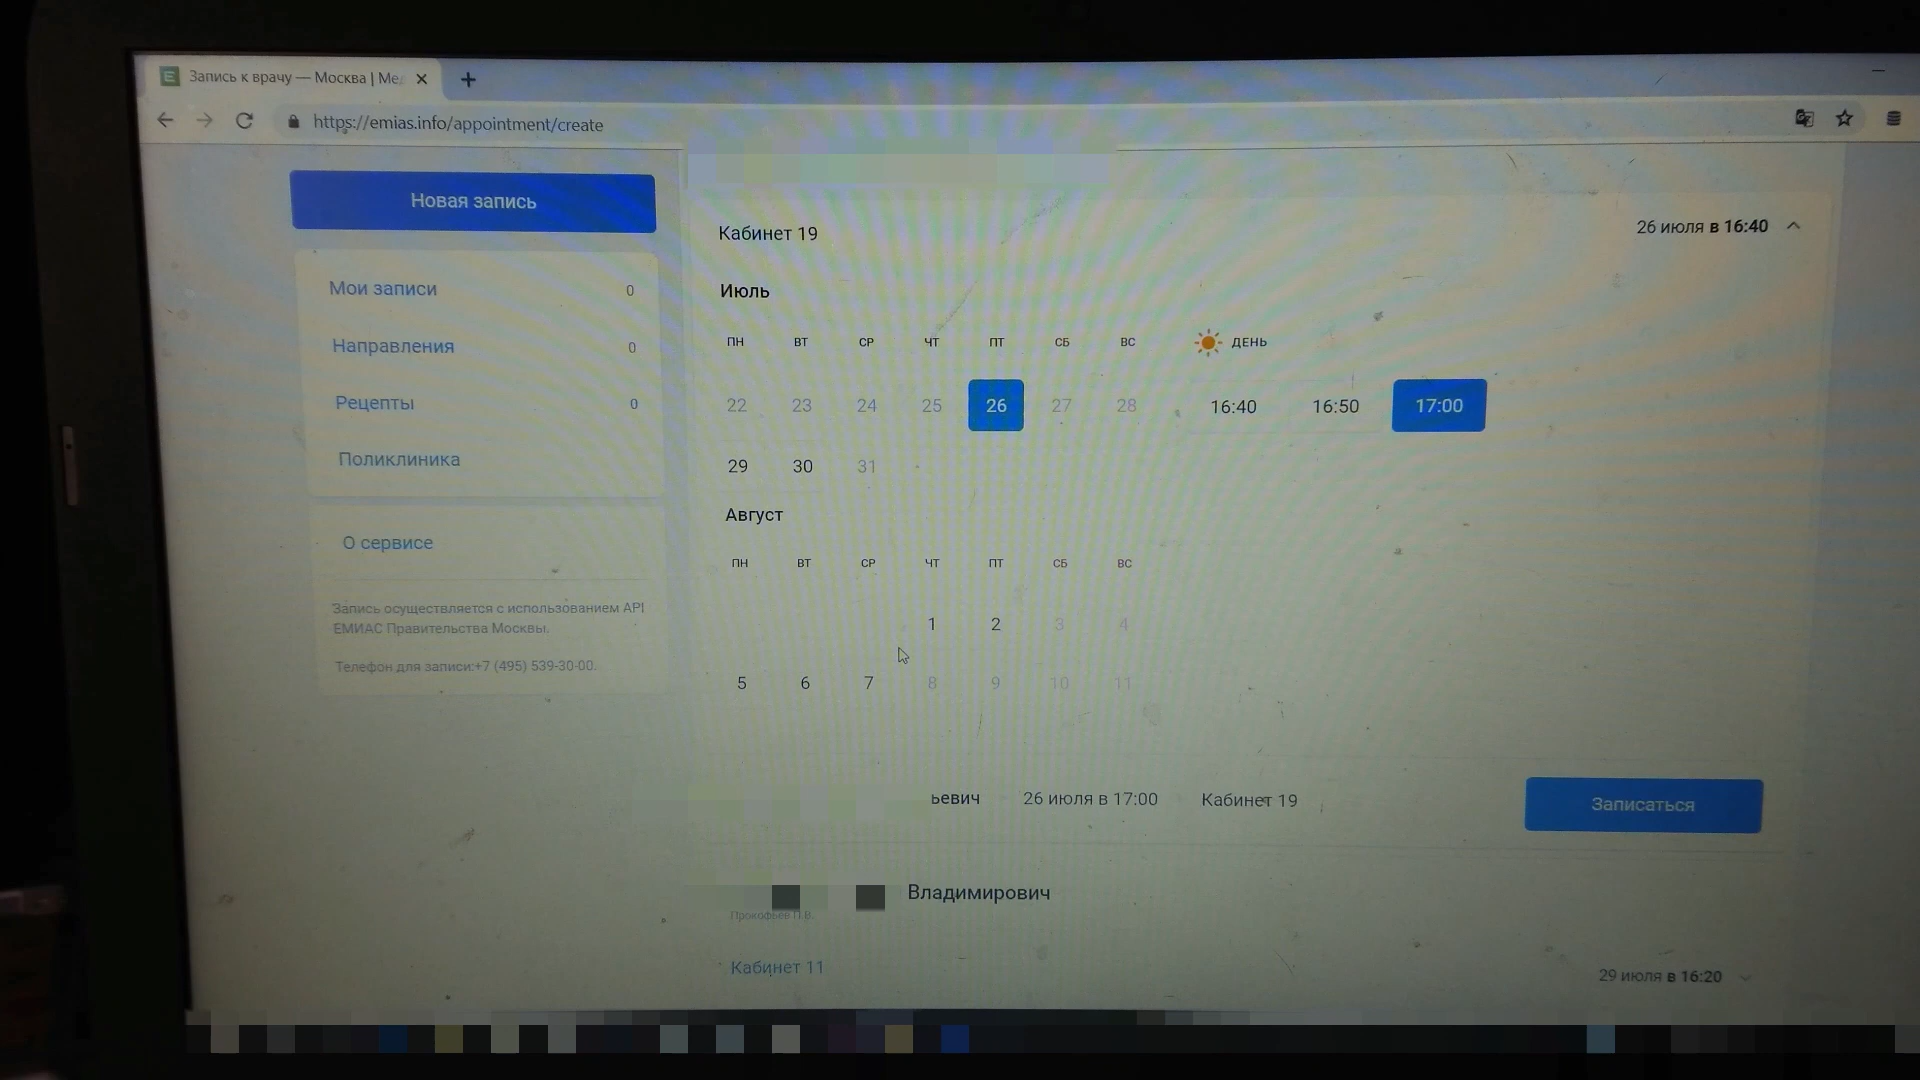 Запись к врачу — Москва | Ме
https://emias.info/appointment/create
Новая запись
Мои записи 0
Направления 0
Рецепты 0
Поликлиника
О сервисе
Запись осуществляется с использованием API
ЕМИАС Правительства Москвы.
Телефон для записи:+7 (495) 539-30-00.
Кабинет 19 26 июля в 16:40
Июль
ПН ВТ СР ЧТ ПТ СБ ВС ДЕНЬ
22 23 24 25 26 27 28 16:40 16:50 17:00
29 30 31
Август
ПН ВТ СР ЧТ ПТ СБ ВС
1 2 3 4
5 6 7 8 9 10 11
ьевич 26 июля в 17:00 Кабинет 19 Записаться
Владимирович
Прокофьев П.В.
Кабинет 11 29 июля в 16:20